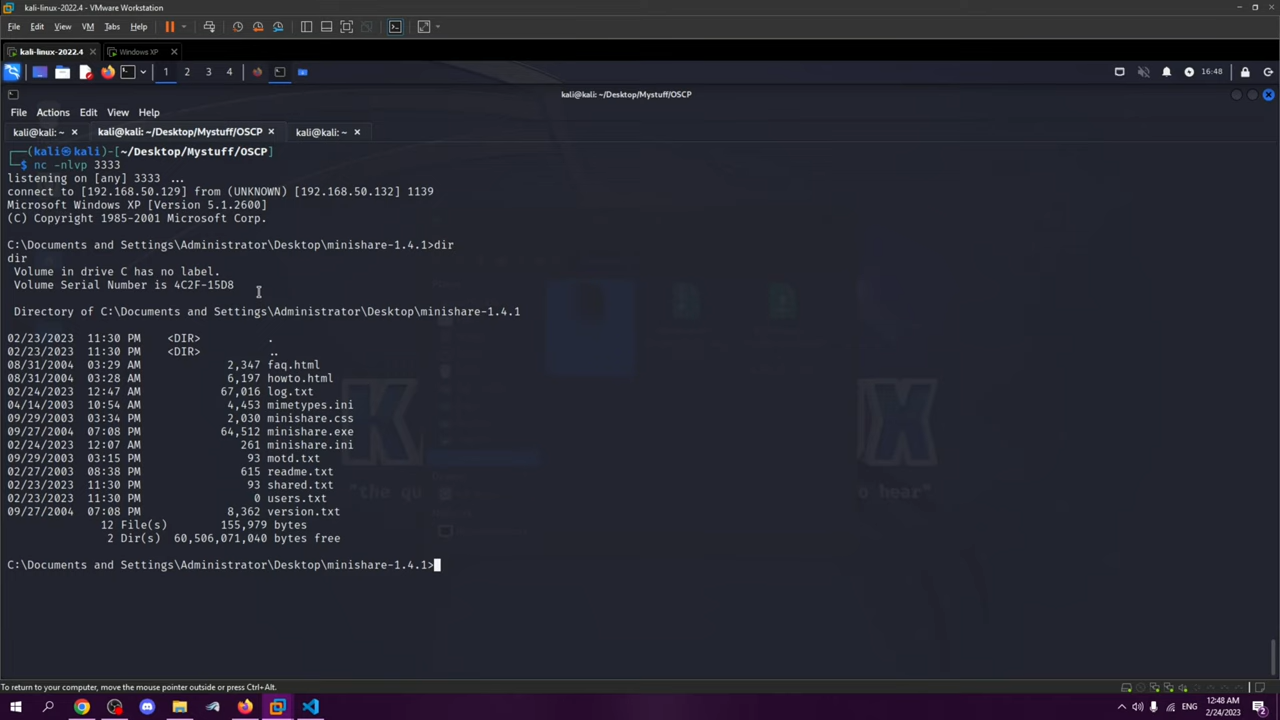 kali-linux-2022.4 – VMware Workstation
File Edit View VM Tabs Help
kali-linux-2022.4 Windows XP
1 2 3 4 16:48
kali@kali: ~/Desktop/Mystuff/OSCP
File Actions Edit View Help
kali@kali: ~ kali@kali: ~/Desktop/Mystuff/OSCP kali@kali: ~
┌──(kali㉿kali)-[~/Desktop/Mystuff/OSCP]
└─$ nc -nlvp 3333
listening on [any] 3333 ...
connect to [192.168.50.129] from (UNKNOWN) [192.168.50.132] 1139
Microsoft Windows XP [Version 5.1.2600]
(C) Copyright 1985-2001 Microsoft Corp.
C:\Documents and Settings\Administrator\Desktop\minishare-1.4.1>dir
dir
Volume in drive C has no label.
Volume Serial Number is 4C2F-15D8
Directory of C:\Documents and Settings\Administrator\Desktop\minishare-1.4.1
02/23/2023 11:30 PM <DIR> .
02/23/2023 11:30 PM <DIR> ..
08/31/2004 03:29 AM 2,347 faq.html
08/31/2004 03:28 AM 6,197 howto.html
02/24/2023 12:47 AM 67,016 log.txt
04/14/2003 10:54 AM 4,453 mimetypes.ini
09/29/2003 03:34 PM 2,030 minishare.css
09/27/2004 07:08 PM 64,512 minishare.exe
02/24/2023 12:07 AM 261 minishare.ini
09/29/2003 03:15 PM 93 motd.txt
02/27/2003 08:38 PM 615 readme.txt
02/23/2023 11:30 PM 93 shared.txt
02/23/2023 11:30 PM 0 users.txt
09/27/2004 07:08 PM 8,362 version.txt
12 File(s) 155,979 bytes
2 Dir(s) 60,506,071,040 bytes free
C:\Documents and Settings\Administrator\Desktop\minishare-1.4.1>
"the qu
o hear"
To return to your computer, move the mouse pointer outside or press Ctrl+Alt.
ENG 12:48 AM
2/24/2023
2